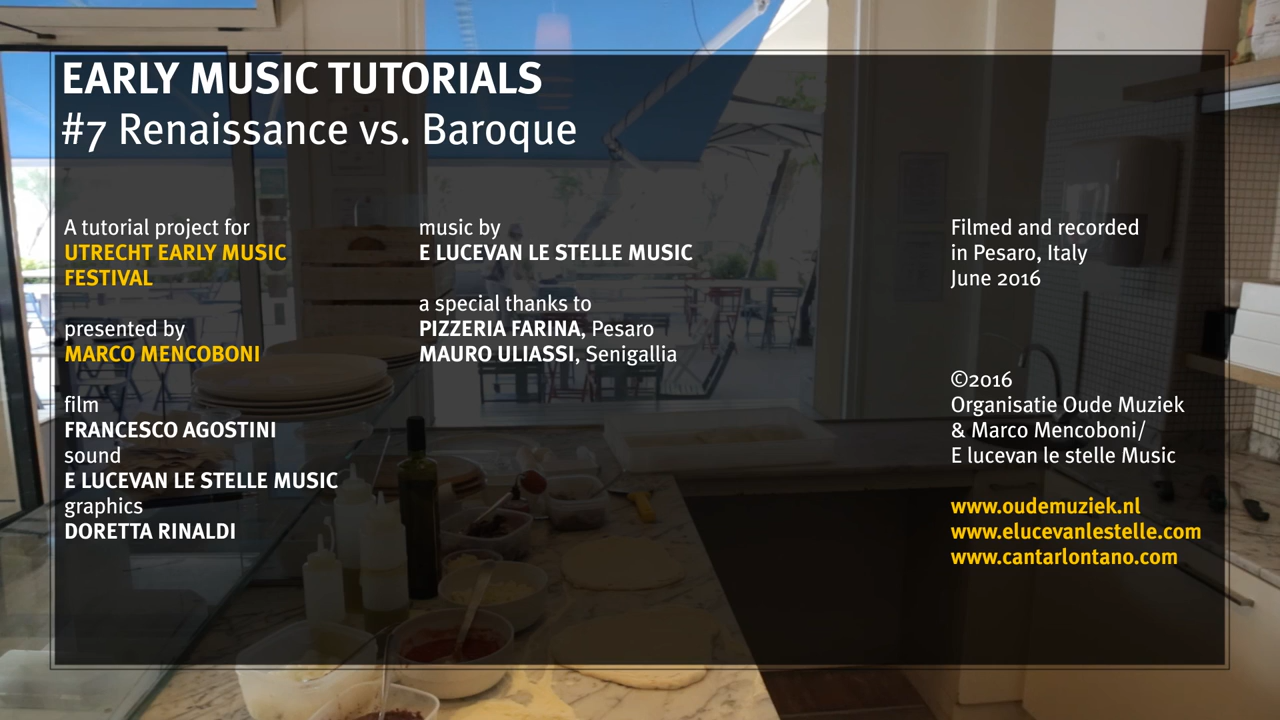 EARLY MUSIC TUTORIALS
#7 Renaissance vs. Baroque
A tutorial project for
UTRECHT EARLY MUSIC
FESTIVAL
presented by
MARCO MENCOBONI
film
FRANCESCO AGOSTINI
sound
E LUCEVAN LE STELLE MUSIC
graphics
DORETTA RINALDI
music by
E LUCEVAN LE STELLE MUSIC
a special thanks to
PIZZERIA FARINA, Pesaro
MAURO ULIASSI, Senigallia
Filmed and recorded
in Pesaro, Italy
June 2016
©2016
Organisatie Oude Muziek
& Marco Mencoboni/
E lucevan le stelle Music
www.oudemuziek.nl
www.elucevanlestelle.com
www.cantarlontano.com